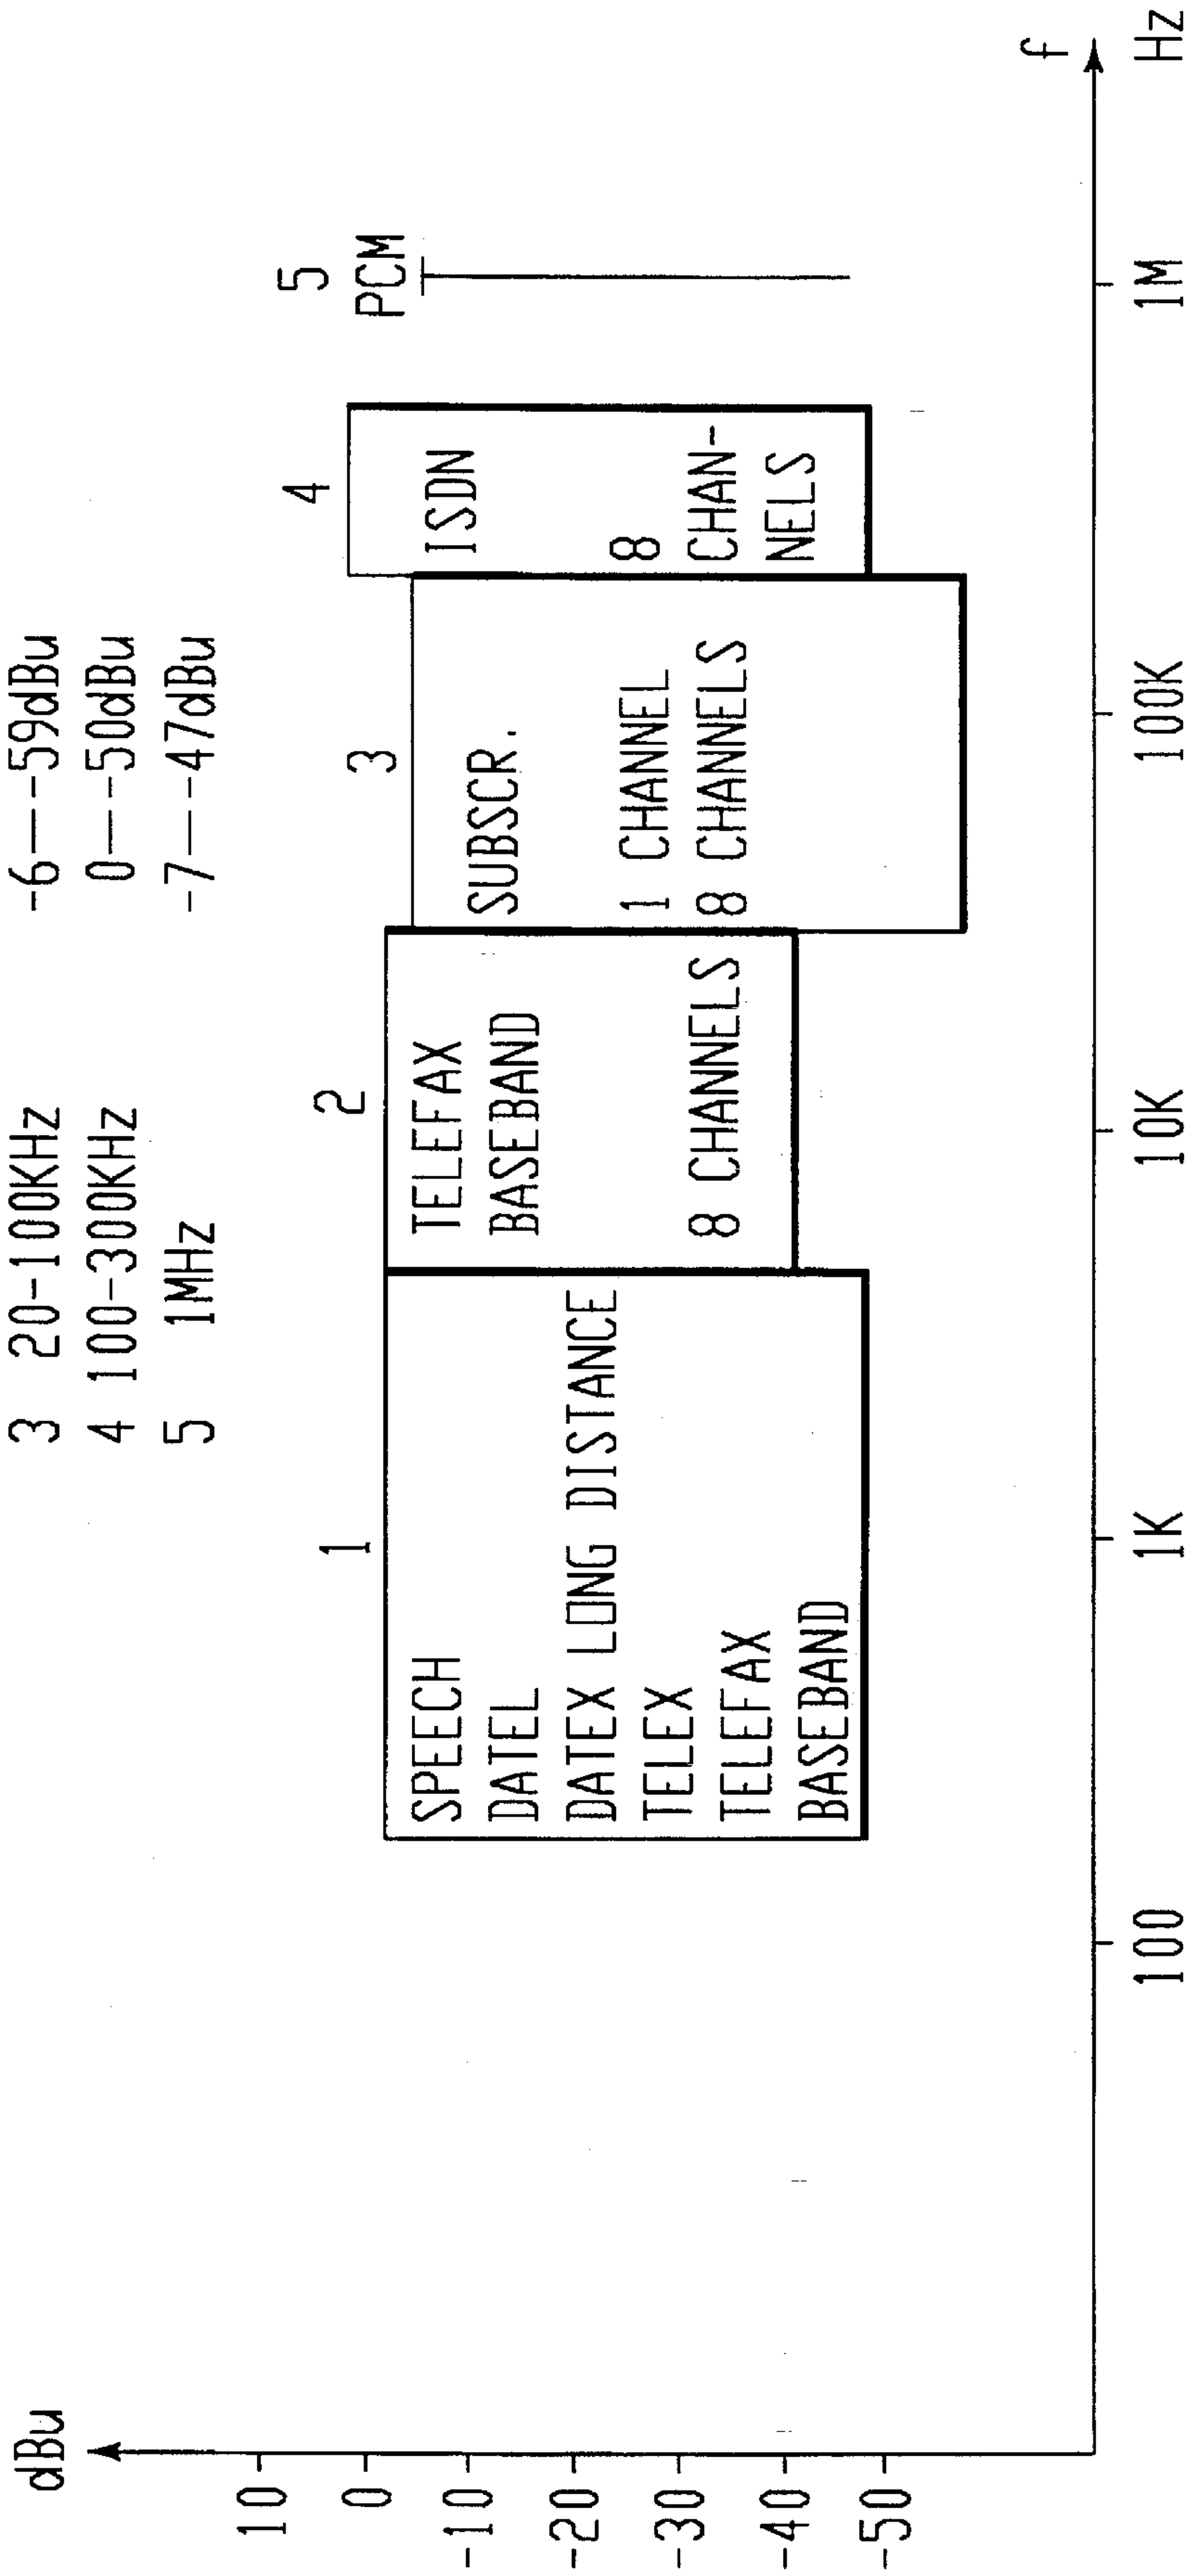 dBu
3 20-100KHz -6---59dBu
4 100-300KHz 0---50dBu
5 1MHz -7---47dBu
10
0
-10
-20
-30
-40
-50
1
SPEECH
DATEL
DATEX LONG DISTANCE
TELEX
TELEFAX
BASEBAND
2
TELEFAX
BASEBAND
8 CHANNELS
3
SUBSCR.
1 CHANNEL
8 CHANNELS
4
ISDN
8
CHAN-
NELS
5
PCM
f
100
1K
10K
100K
1M
Hz